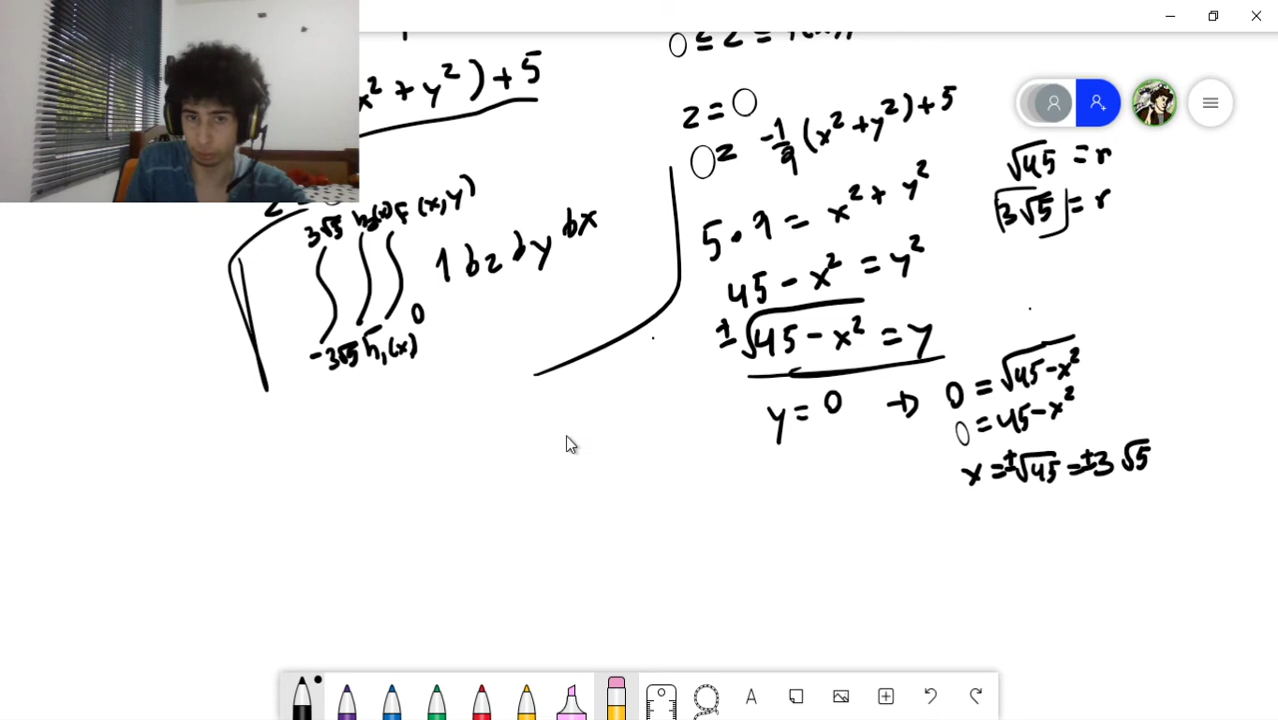 x² + y²) + 5
z = 0
0 = -1/9 (x² + y²) + 5
5 · 9 = x² + y²
45 - x² = y²
± √45 - x² = y
y = 0 → 0 = √45-x²
0 = 45-x²
x = ±√45 = ±3√5
√45 = r
3√5 = r
3√5 h₂(x) F(x, y)
∫ ∫ ∫ 1 dz dy dx
-3√5 h₁(x) 0
A